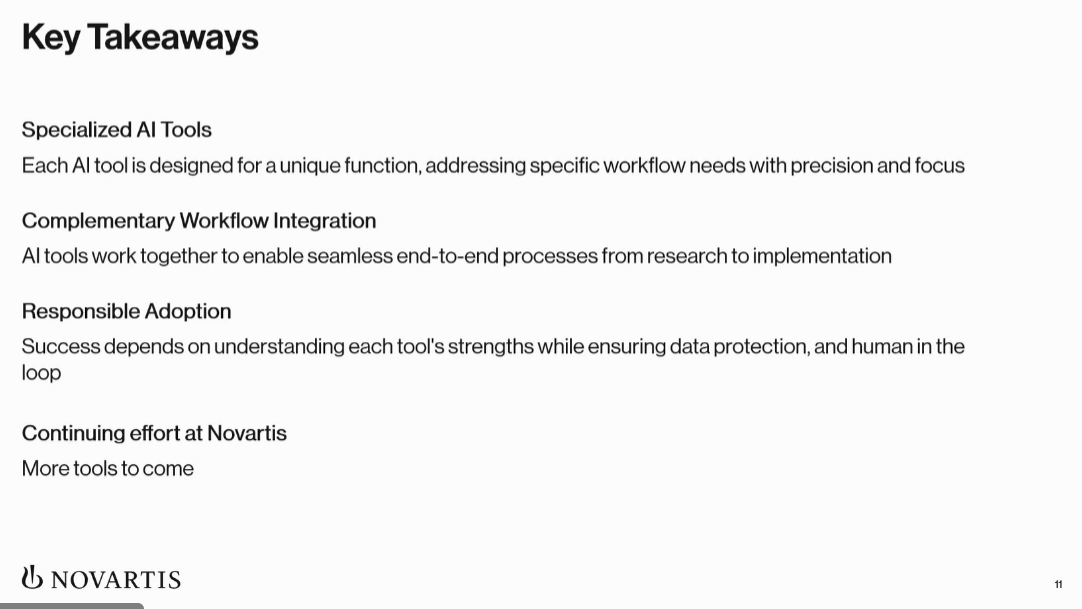 Key Takeaways
Specialized AI Tools
Each AI tool is designed for a unique function, addressing specific workflow needs with precision and focus
Complementary Workflow Integration
AI tools work together to enable seamless end-to-end processes from research to implementation
Responsible Adoption
Success depends on understanding each tool's strengths while ensuring data protection, and human in the
loop
Continuing effort at Novartis
More tools to come
NOVARTIS
11